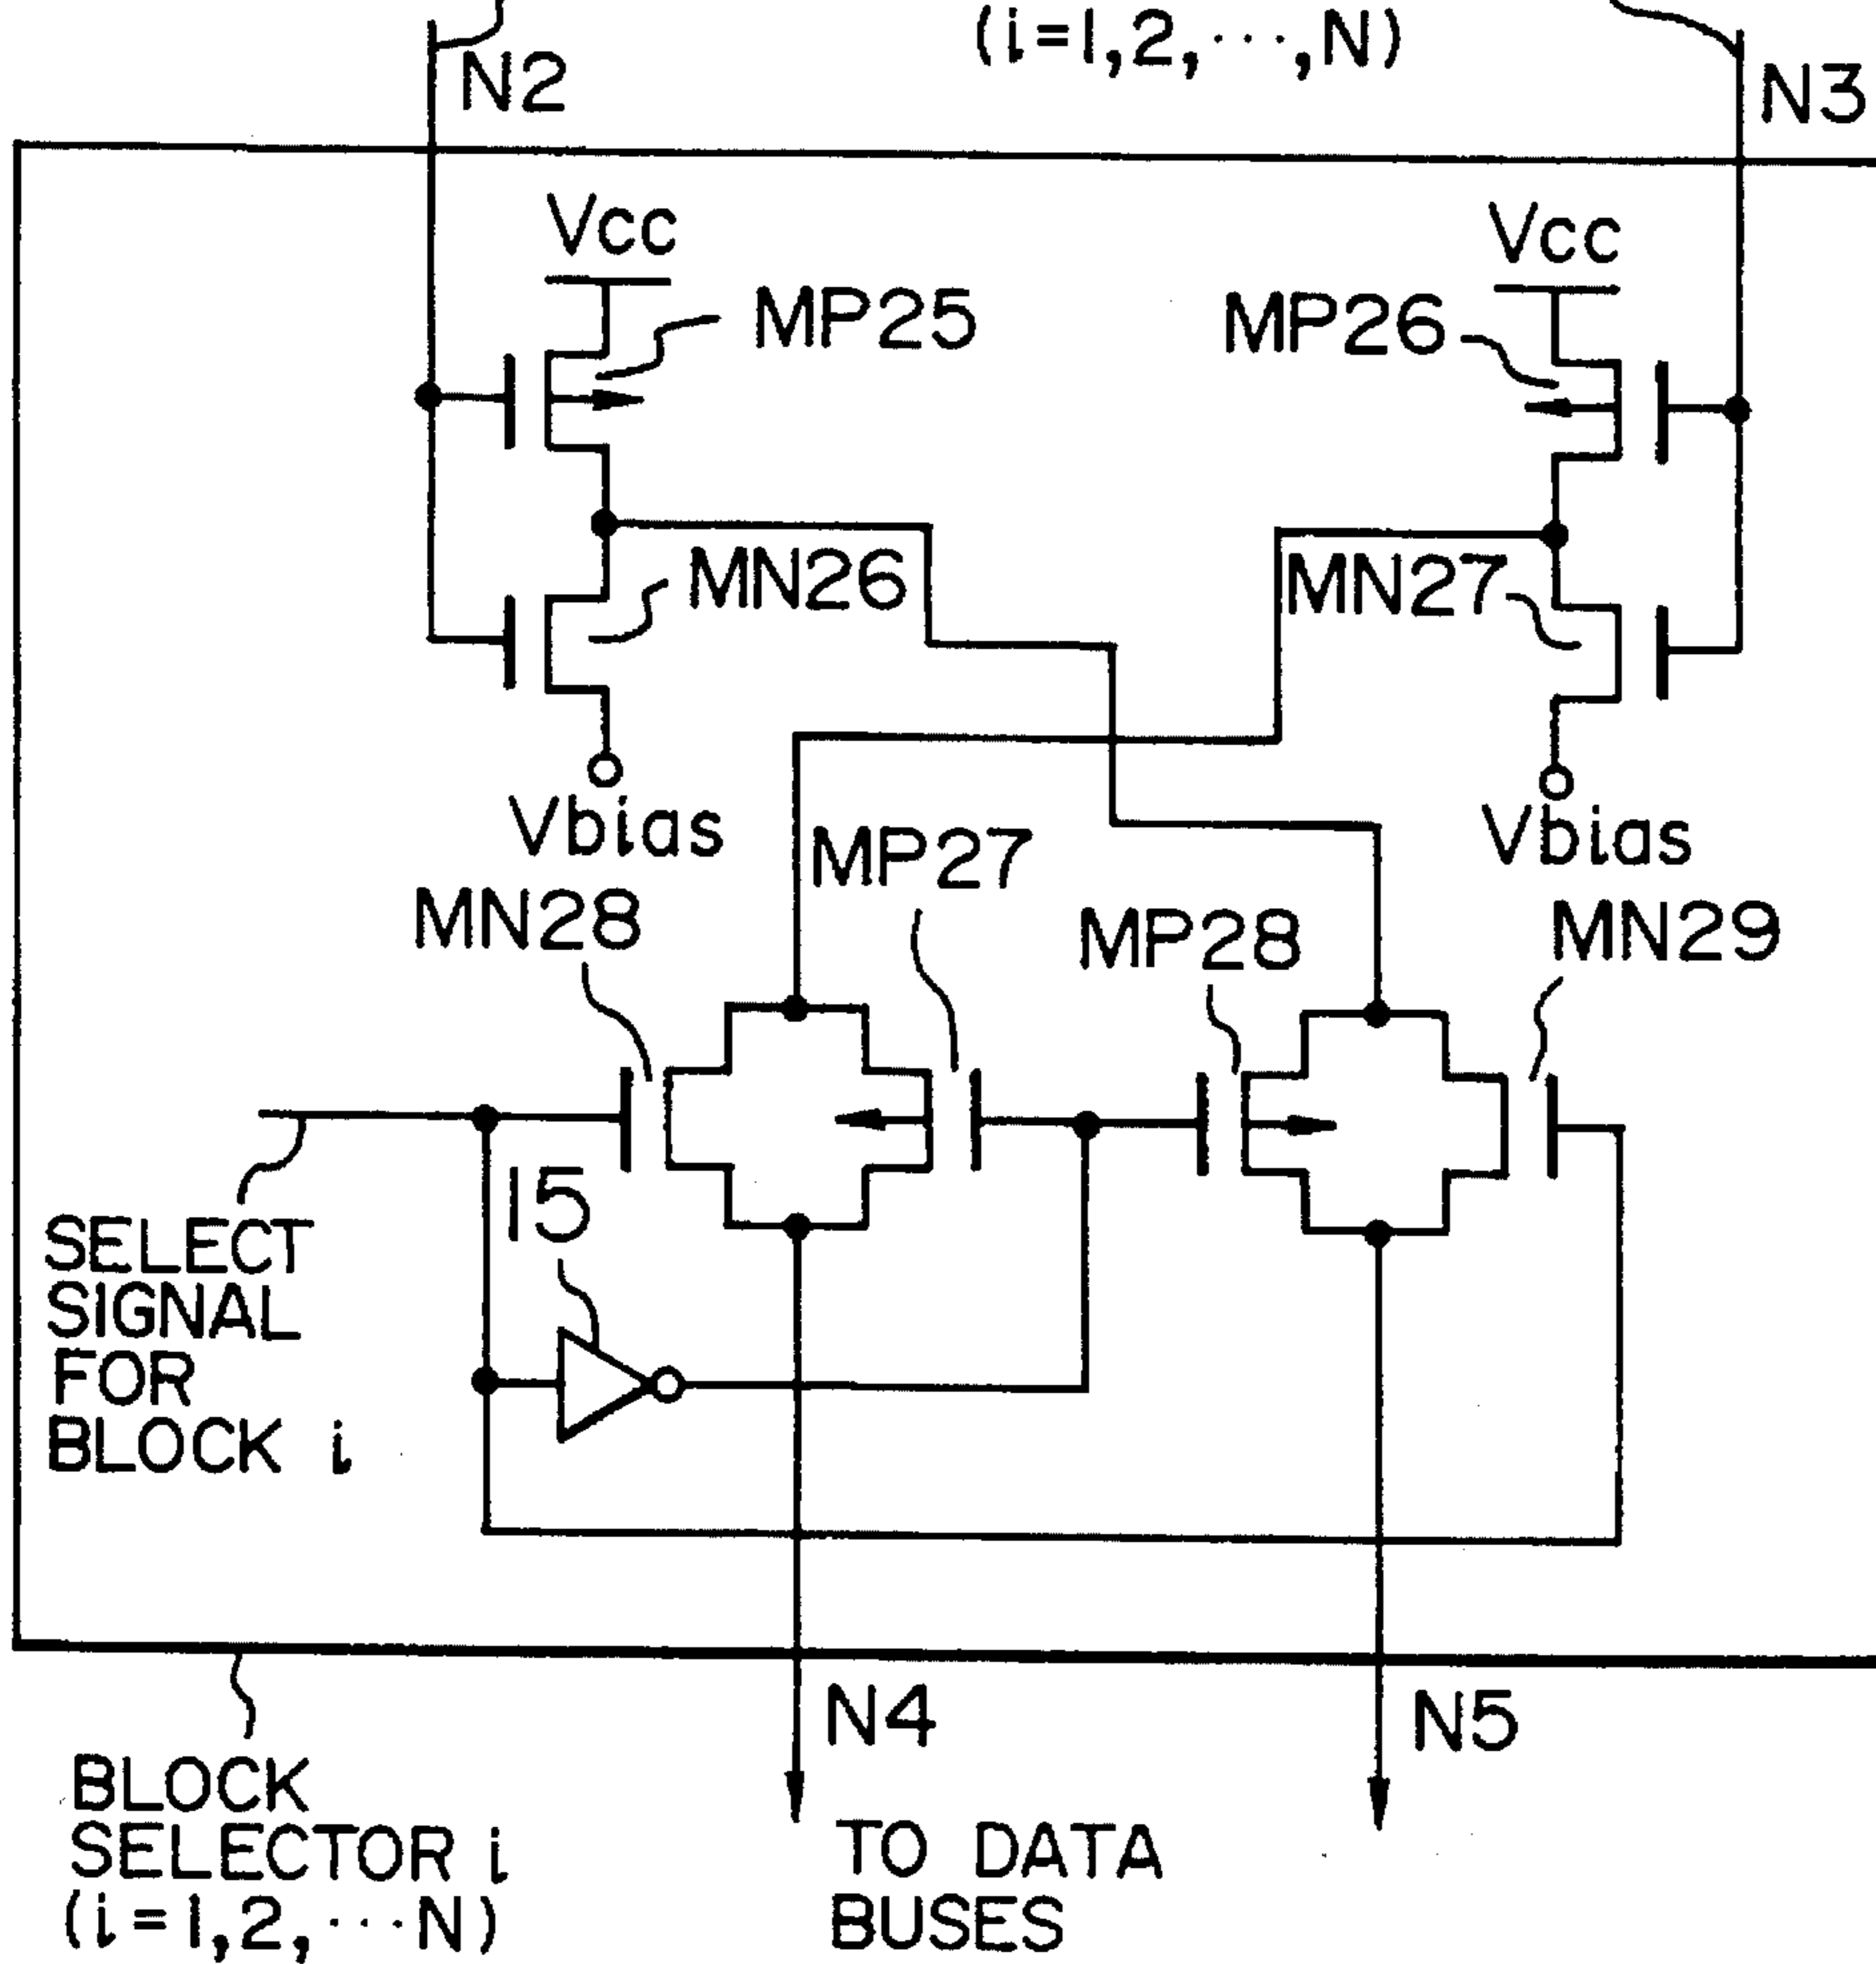 (i=1,2,···,N)
N2
N3
Vcc
Vcc
MP25
MP26
MN26
MN27
Vbias
Vbias
MP27
MN28
MP28
MN29
I5
SELECT
SIGNAL
FOR
BLOCK i
N4
N5
BLOCK
SELECTOR i
(i=1,2,···N)
TO DATA
BUSES